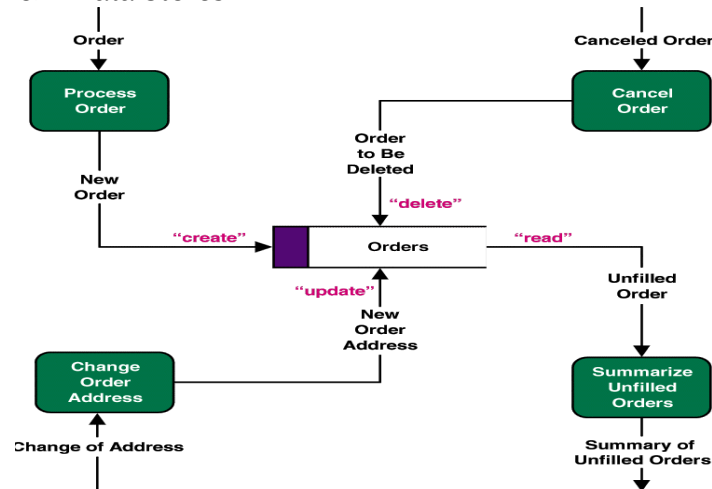 Order
Canceled Order
Process
Order
Cancel
Order
Order
to Be
Deleted
New
Order
“delete”
“create”
Orders
“read”
“update”
Unfilled
Order
New
Order
Address
Change
Order
Address
Summarize
Unfilled
Orders
Change of Address
Summary of
Unfilled Orders